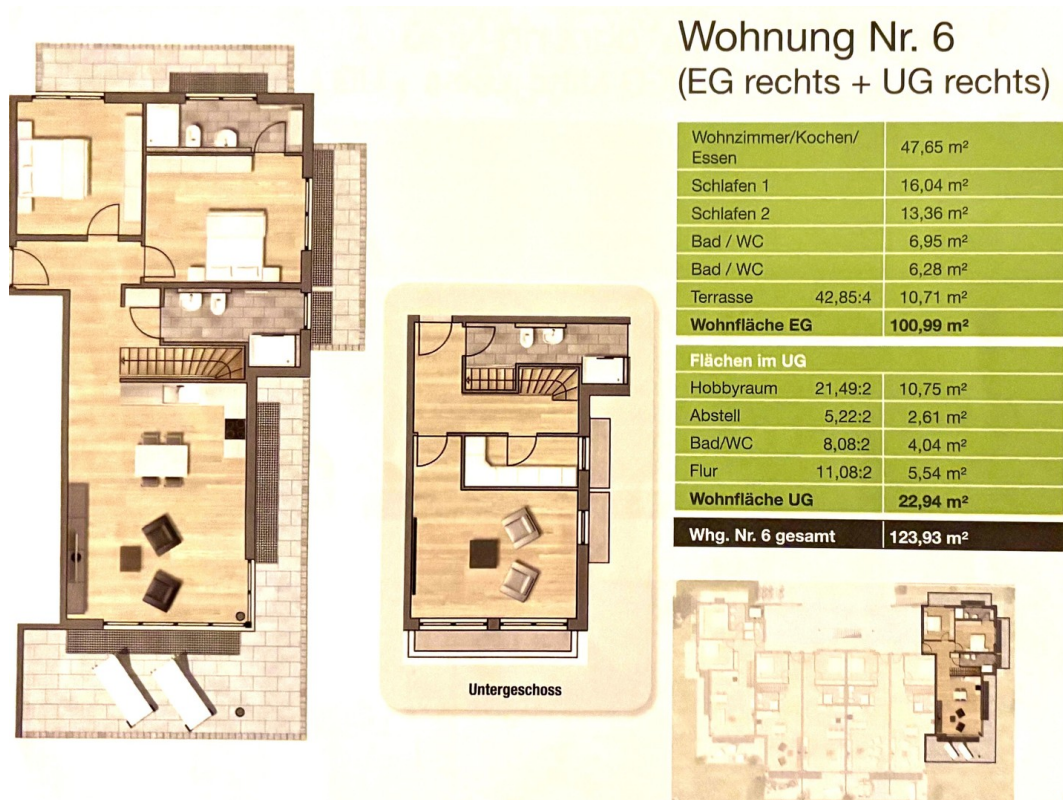 Wohnung Nr. 6
(EG rechts + UG rechts)
Wohnzimmer/Kochen/
Essen 47,65 m²
Schlafen 1 16,04 m²
Schlafen 2 13,36 m²
Bad / WC 6,95 m²
Bad / WC 6,28 m²
Terrasse 42,85:4 10,71 m²
Wohnfläche EG 100,99 m²
Flächen im UG
Hobbyraum 21,49:2 10,75 m²
Abstell 5,22:2 2,61 m²
Bad/WC 8,08:2 4,04 m²
Flur 11,08:2 5,54 m²
Wohnfläche UG 22,94 m²
Whg. Nr. 6 gesamt 123,93 m²
Untergeschoss